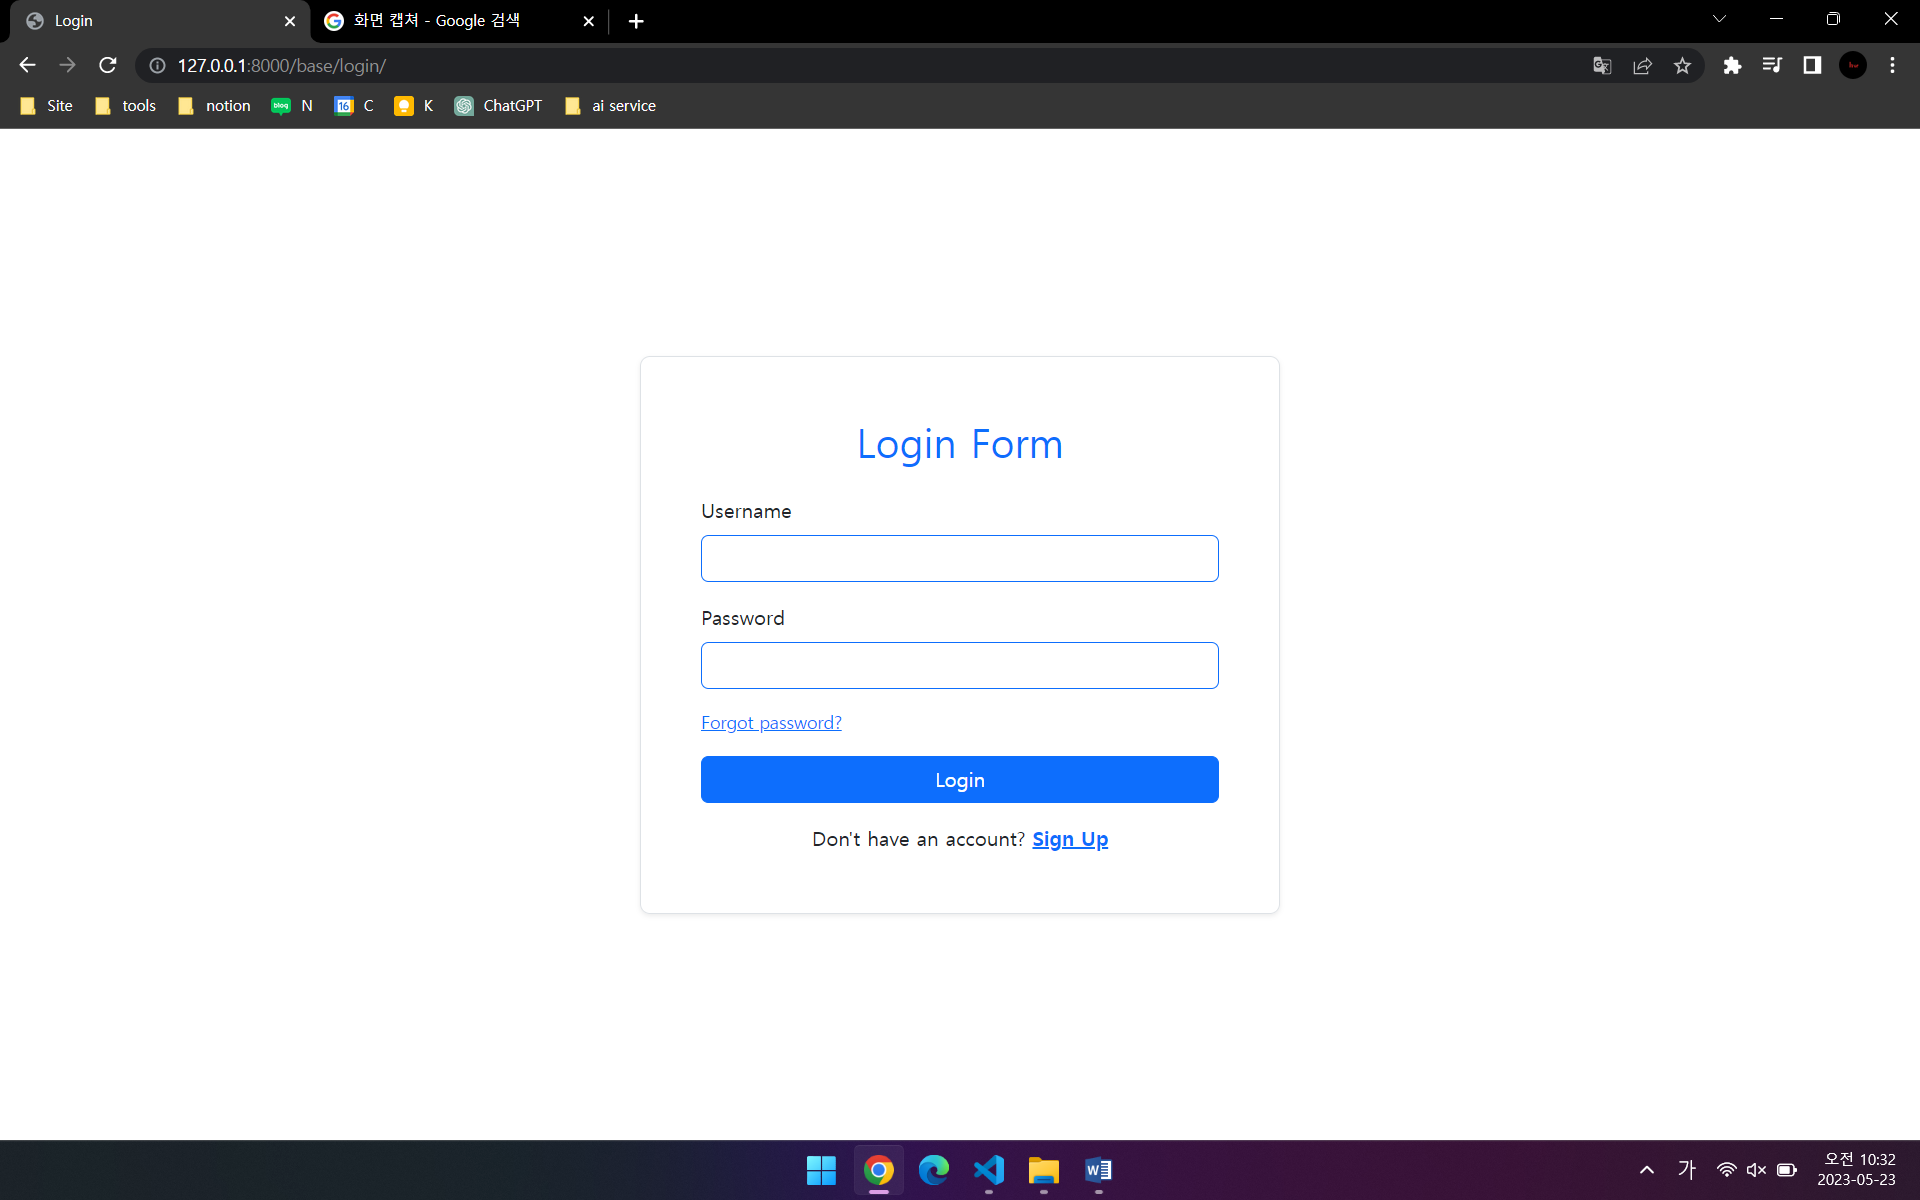 Login
화면 캡쳐 - Google 검색
127.0.0.1:8000/base/login/
Site
tools
notion
blog
N
16
C
K
ChatGPT
ai service
Login Form
Username
Password
Forgot password?
Login
Don't have an account? Sign Up
가
오전 10:32
2023-05-23